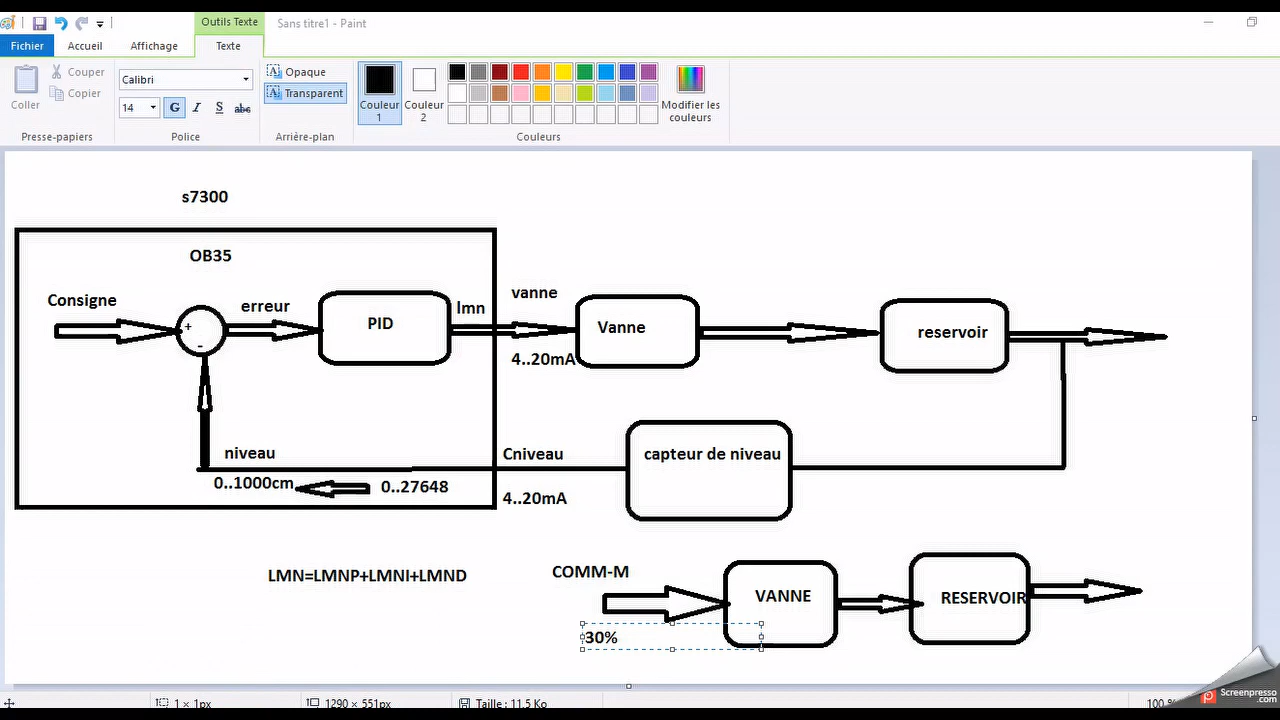 Outils Texte
Sans titre1 - Paint
Fichier
Accueil
Affichage
Texte
Coller
Couper
Copier
Presse-papiers
Calibri
14
G
I
S
abc
Police
Opaque
Transparent
Arrière-plan
Couleur
1
Couleur
2
Modifier les
couleurs
Couleurs
s7300
OB35
Consigne
+
-
erreur
PID
lmn
vanne
4..20mA
Vanne
reservoir
niveau
0..1000cm
0..27648
Cniveau
4..20mA
capteur de niveau
LMN=LMNP+LMNI+LMND
COMM-M
30%
VANNE
RESERVOIR
1 × 1px
1290 × 551px
Taille : 11,5 Ko
100 %
Screenpresso
.com